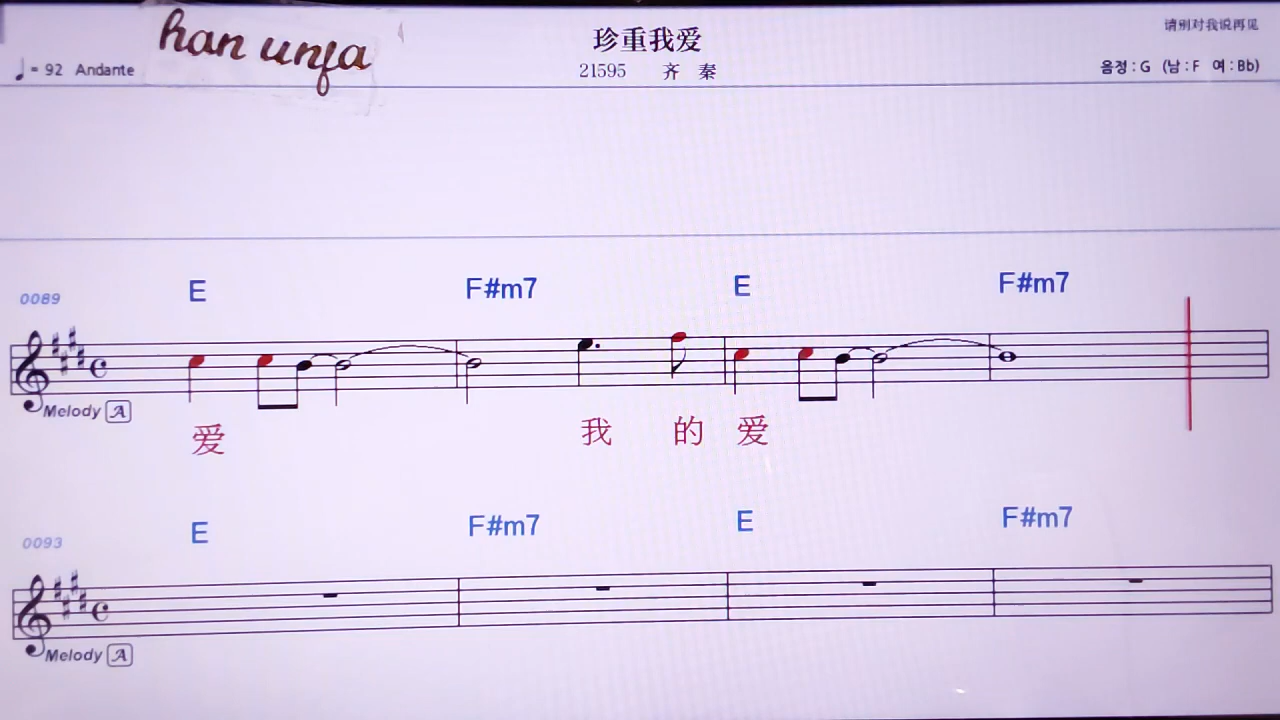 han unfa
珍重我爱
请别对我说再见
♩= 92 Andante
21595 齐 秦
음정 : G (남 : F 여 : Bb)
0089
E F#m7 E F#m7
Melody A
爱 我 的 爱
0093
E F#m7 E F#m7
Melody A